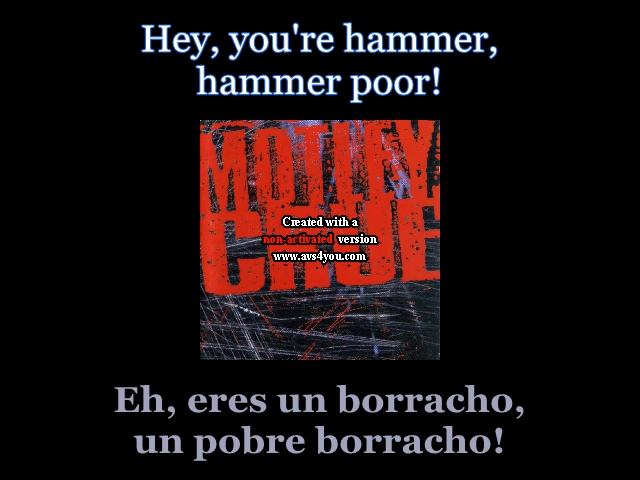 Hey, you're hammer,
hammer poor!
MOTLEY
CRUE
Created with a
non-activated version
www.avs4you.com
Eh, eres un borracho,
un pobre borracho!